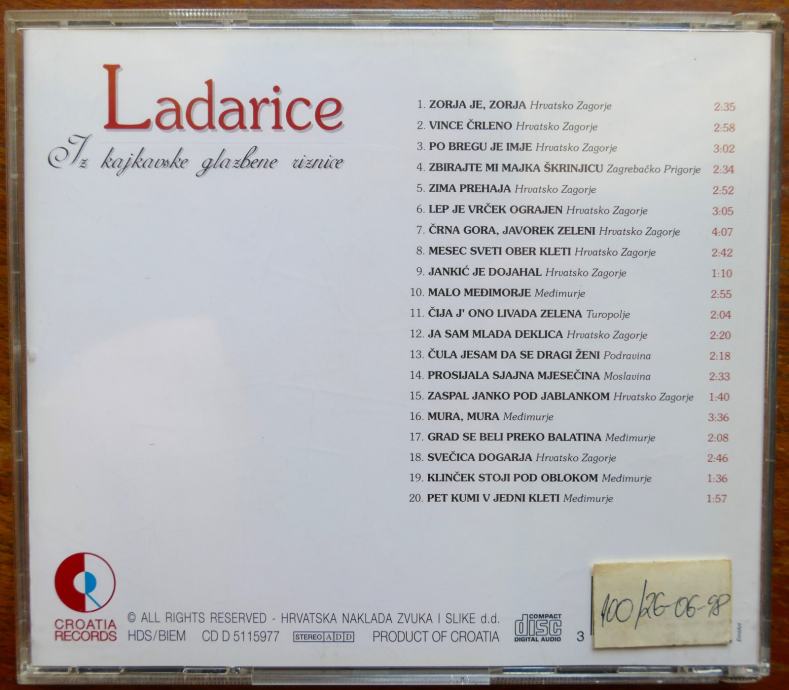 Ladarice
Iz kajkavske glazbene riznice
1. ZORJA JE, ZORJA Hrvatsko Zagorje 2:35
2. VINCE ČRLENO Hrvatsko Zagorje 2:58
3. PO BREGU JE IMJE Hrvatsko Zagorje 3:02
4. ZBIRAJTE MI MAJKA ŠKRINJICU Zagrebačko Prigorje 2:34
5. ZIMA PREHAJA Hrvatsko Zagorje 2:52
6. LEP JE VRČEK OGRAJEN Hrvatsko Zagorje 3:05
7. ČRNA GORA, JAVOREK ZELENI Hrvatsko Zagorje 4:07
8. MESEC SVETI OBER KLETI Hrvatsko Zagorje 2:42
9. JANKIĆ JE DOJAHAL Hrvatsko Zagorje 1:10
10. MALO MEĐIMORJE Međimurje 2:55
11. ČIJA J' ONO LIVADA ZELENA Turopolje 2:04
12. JA SAM MLADA DEKLICA Hrvatsko Zagorje 2:20
13. ČULA JESAM DA SE DRAGI ŽENI Podravina 2:18
14. PROSIJALA SJAJNA MJESEČINA Moslavina 2:33
15. ZASPAL JANKO POD JABLANKOM Hrvatsko Zagorje 1:40
16. MURA, MURA Međimurje 3:36
17. GRAD SE BELI PREKO BALATINA Međimurje 2:08
18. SVEČICA DOGARJA Hrvatsko Zagorje 2:46
19. KLINČEK STOJI POD OBLOKOM Međimurje 1:36
20. PET KUMI V JEDNI KLETI Međimurje 1:57
CROATIA
RECORDS
© ALL RIGHTS RESERVED - HRVATSKA NAKLADA ZVUKA I SLIKE d.d.
HDS/BIEM CD D 5115977 STEREO ADD PRODUCT OF CROATIA
COMPACT
disc
DIGITAL AUDIO
3
100/26-06-98